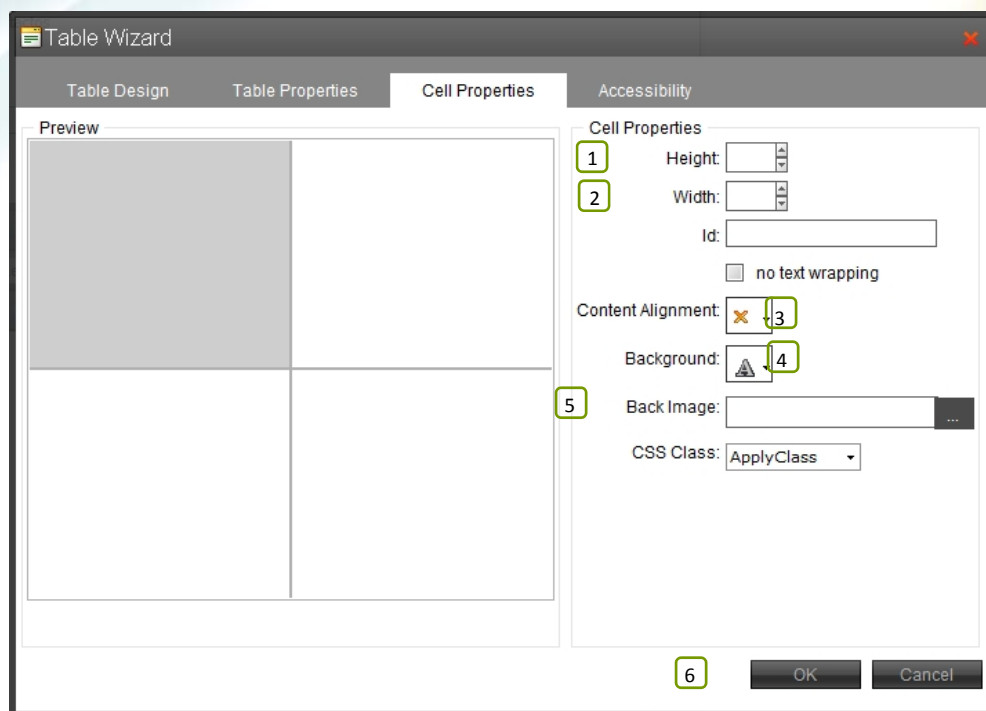 Table Wizard
Table Design Table Properties Cell Properties Accessibility
Preview
Cell Properties
1 Height:
2 Width:
Id:
no text wrapping
Content Alignment: 3
Background: 4
5 Back Image: ...
CSS Class: ApplyClass
6 OK Cancel